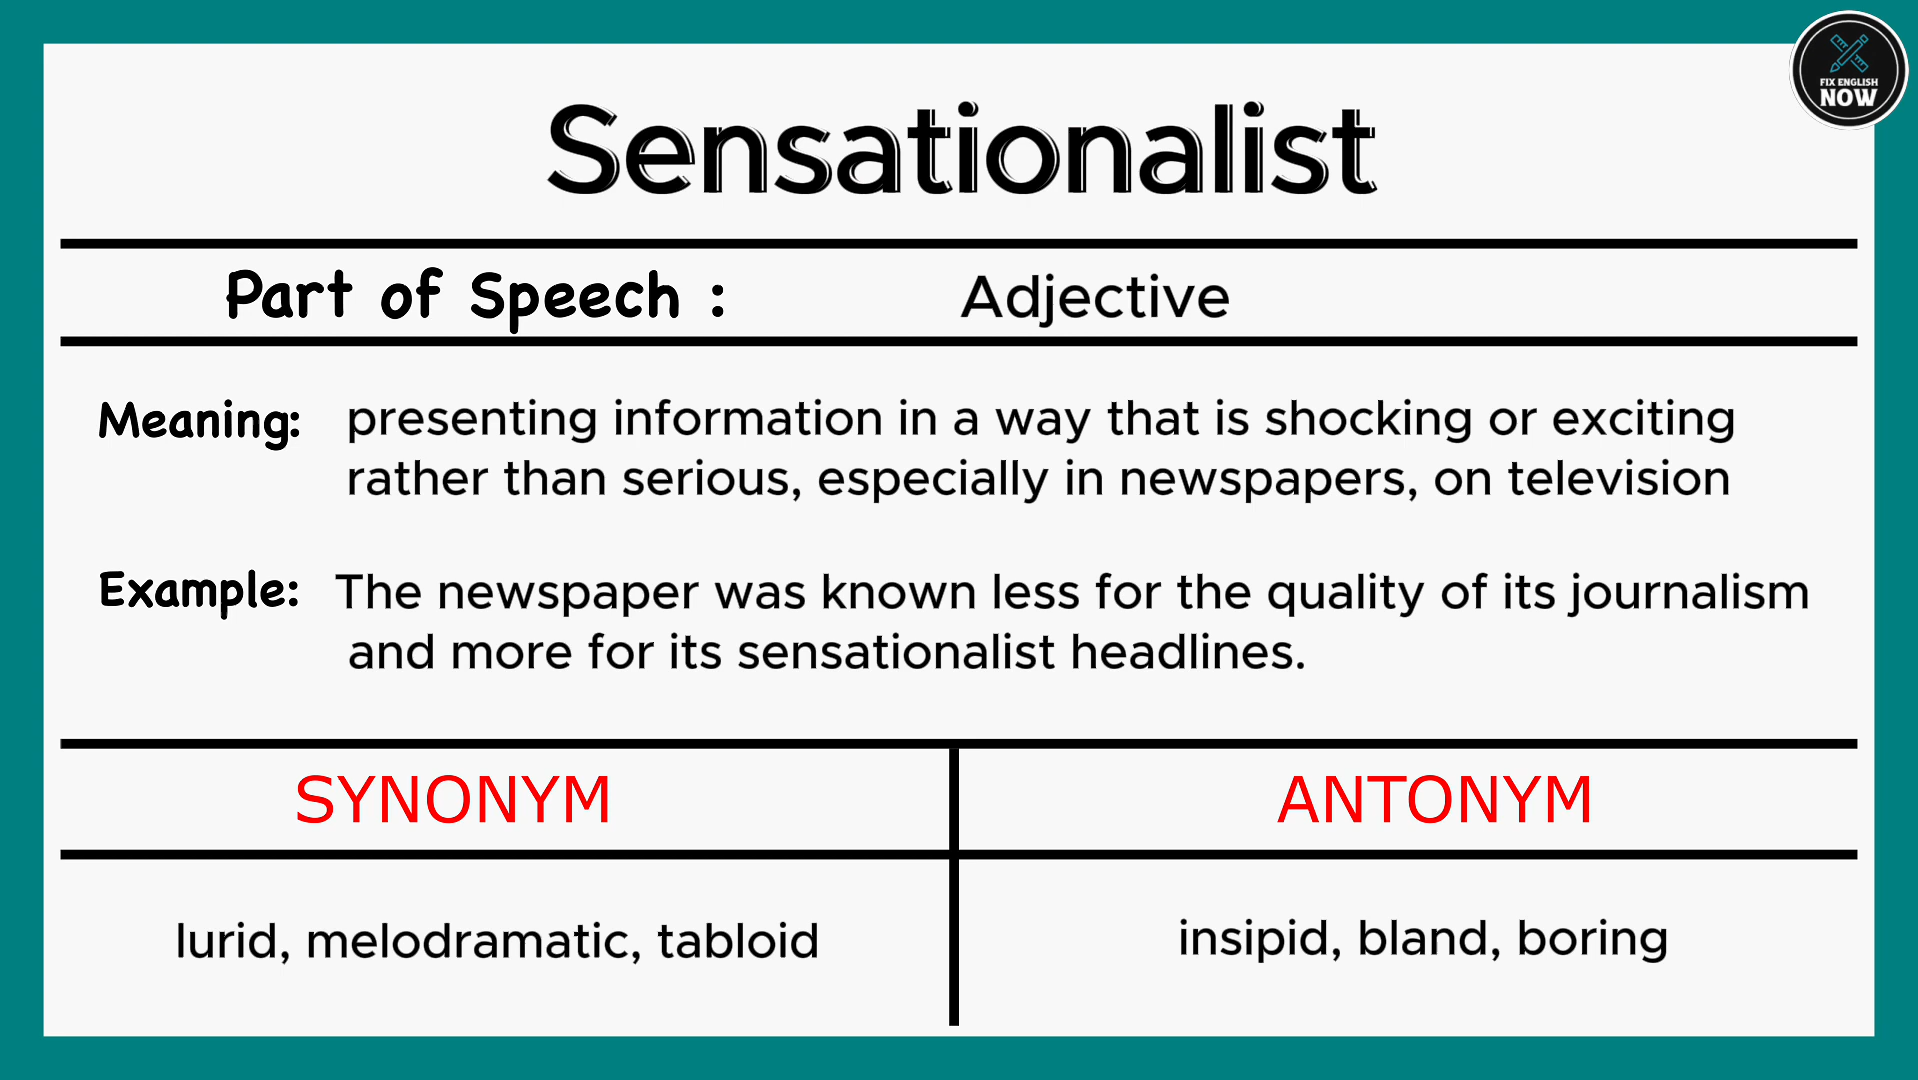 FIX ENGLISH
NOW
Sensationalist
Part of Speech : Adjective
Meaning: presenting information in a way that is shocking or exciting
rather than serious, especially in newspapers, on television
Example: The newspaper was known less for the quality of its journalism
and more for its sensationalist headlines.
SYNONYM ANTONYM
lurid, melodramatic, tabloid insipid, bland, boring